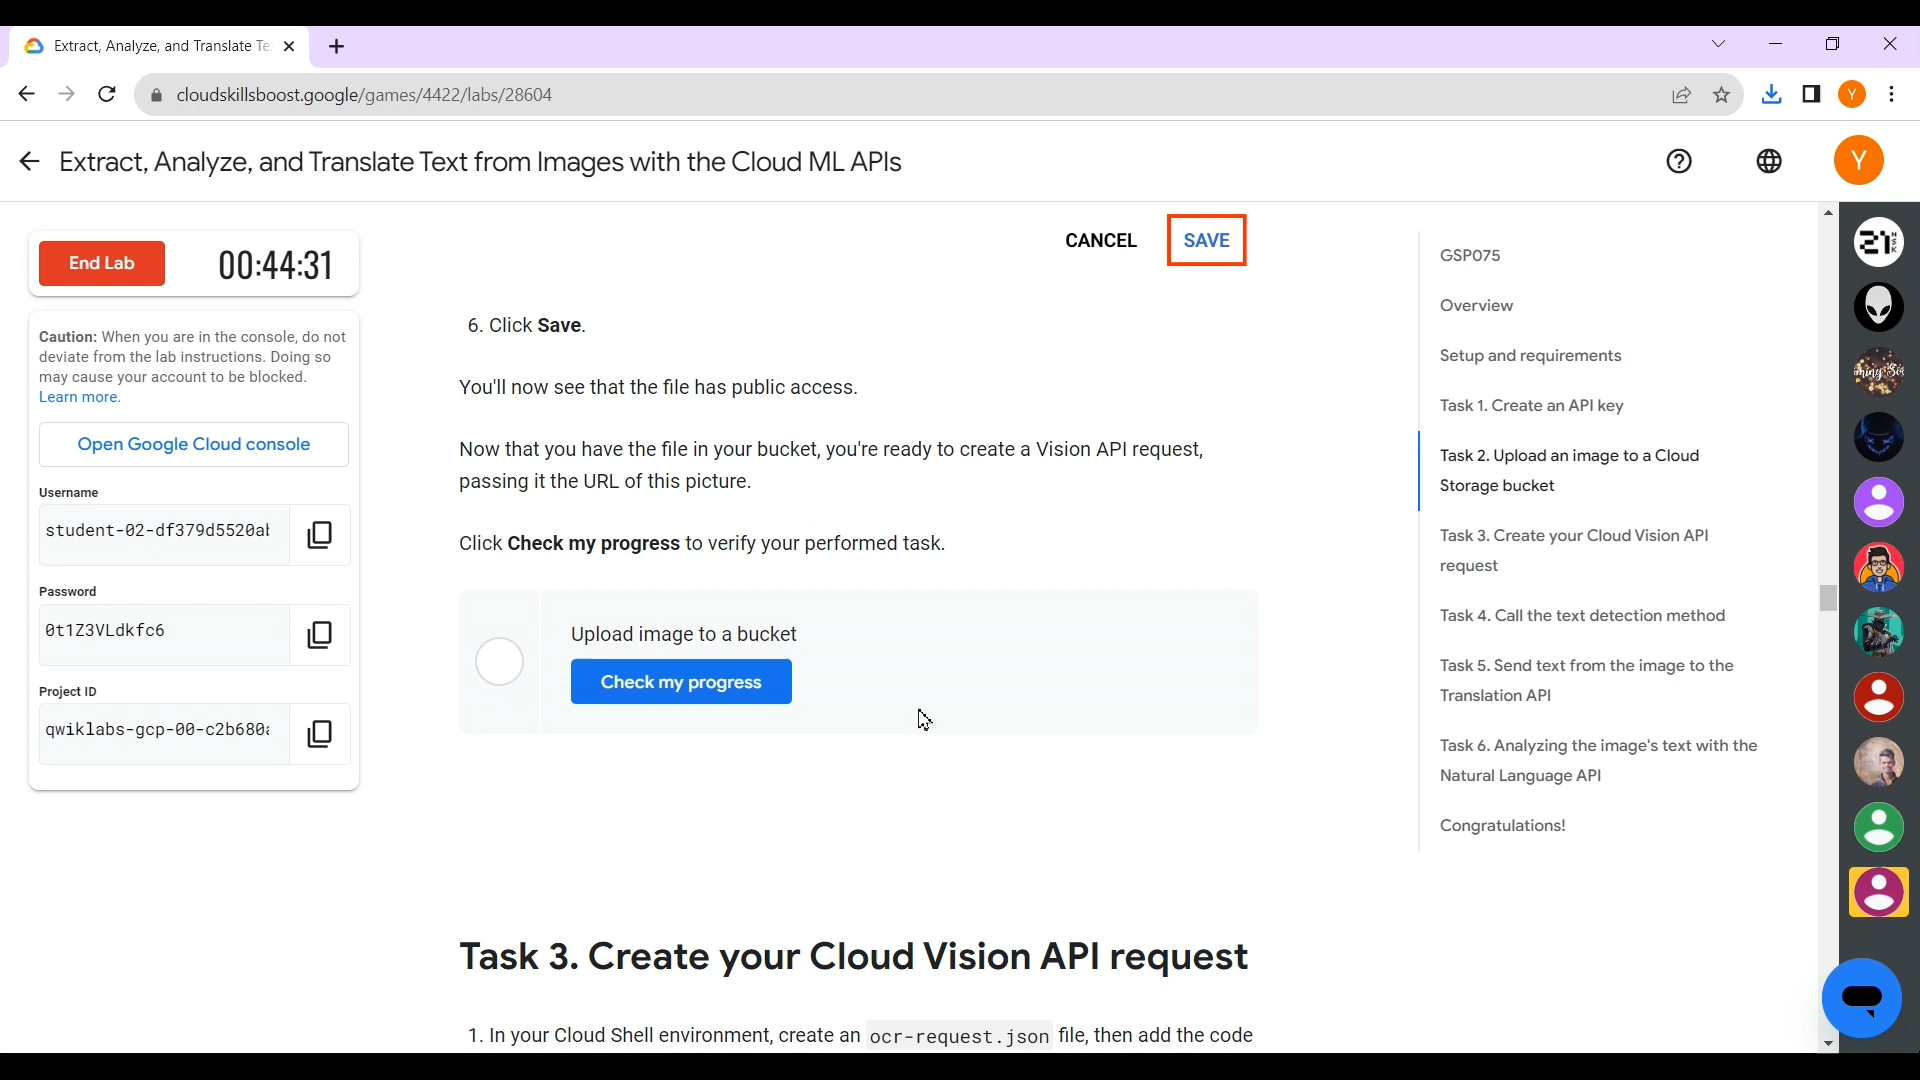 Extract, Analyze, and Translate Te
cloudskillsboost.google/games/4422/labs/28604
Y
Extract, Analyze, and Translate Text from Images with the Cloud ML APIs
Y
End Lab
00:44:31
Caution: When you are in the console, do not
deviate from the lab instructions. Doing so
may cause your account to be blocked.
Learn more.
Open Google Cloud console
Username
student-02-df379d5520ab
Password
0t1Z3VLdkfc6
Project ID
qwiklabs-gcp-00-c2b680a
CANCEL
SAVE
6. Click Save.
You'll now see that the file has public access.
Now that you have the file in your bucket, you're ready to create a Vision API request,
passing it the URL of this picture.
Click Check my progress to verify your performed task.
Upload image to a bucket
Check my progress
Task 3. Create your Cloud Vision API request
1. In your Cloud Shell environment, create an ocr-request.json file, then add the code
GSP075
Overview
Setup and requirements
Task 1. Create an API key
Task 2. Upload an image to a Cloud
Storage bucket
Task 3. Create your Cloud Vision API
request
Task 4. Call the text detection method
Task 5. Send text from the image to the
Translation API
Task 6. Analyzing the image's text with the
Natural Language API
Congratulations!
21